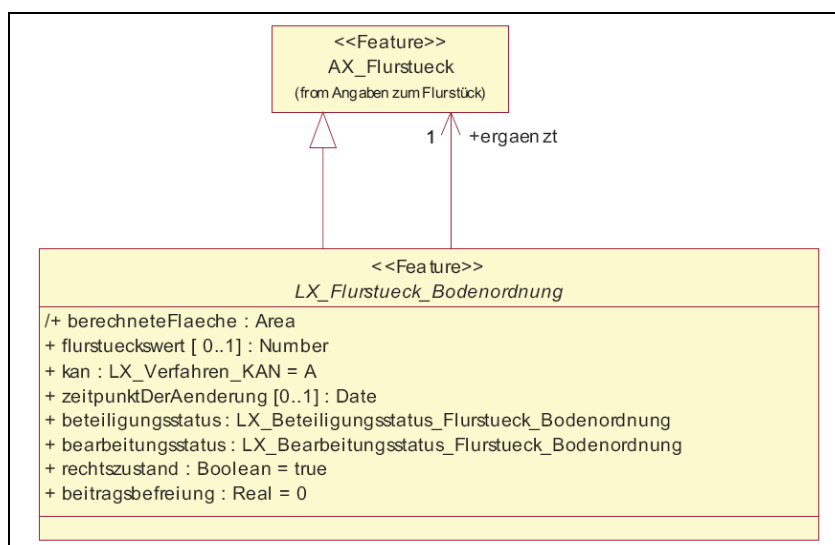 <<Feature>>
AX_Flurstueck
(from Angaben zum Flurstück)
1 +ergaenzt
<<Feature>>
LX_Flurstueck_Bodenordnung
/+ berechneteFlaeche : Area
+ flurstueckswert [ 0..1] : Number
+ kan : LX_Verfahren_KAN = A
+ zeitpunktDerAenderung [0..1] : Date
+ beteiligungsstatus : LX_Beteiligungsstatus_Flurstueck_Bodenordnung
+ bearbeitungsstatus : LX_Bearbeitungsstatus_Flurstueck_Bodenordnung
+ rechtszustand : Boolean = true
+ beitragsbefreiung : Real = 0